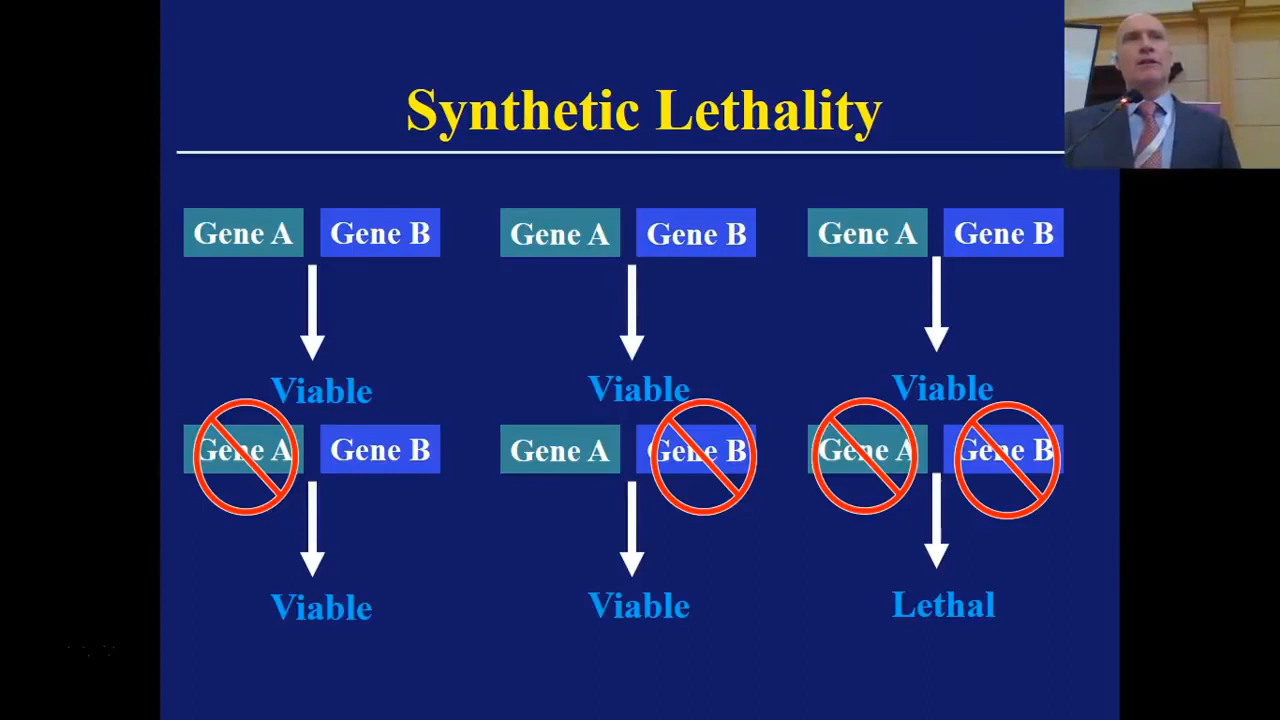 Synthetic Lethality
Gene A Gene B Gene A Gene B Gene A Gene B
Viable Viable Viable
Gene A Gene B Gene A Gene B Gene A Gene B
Viable Viable Lethal